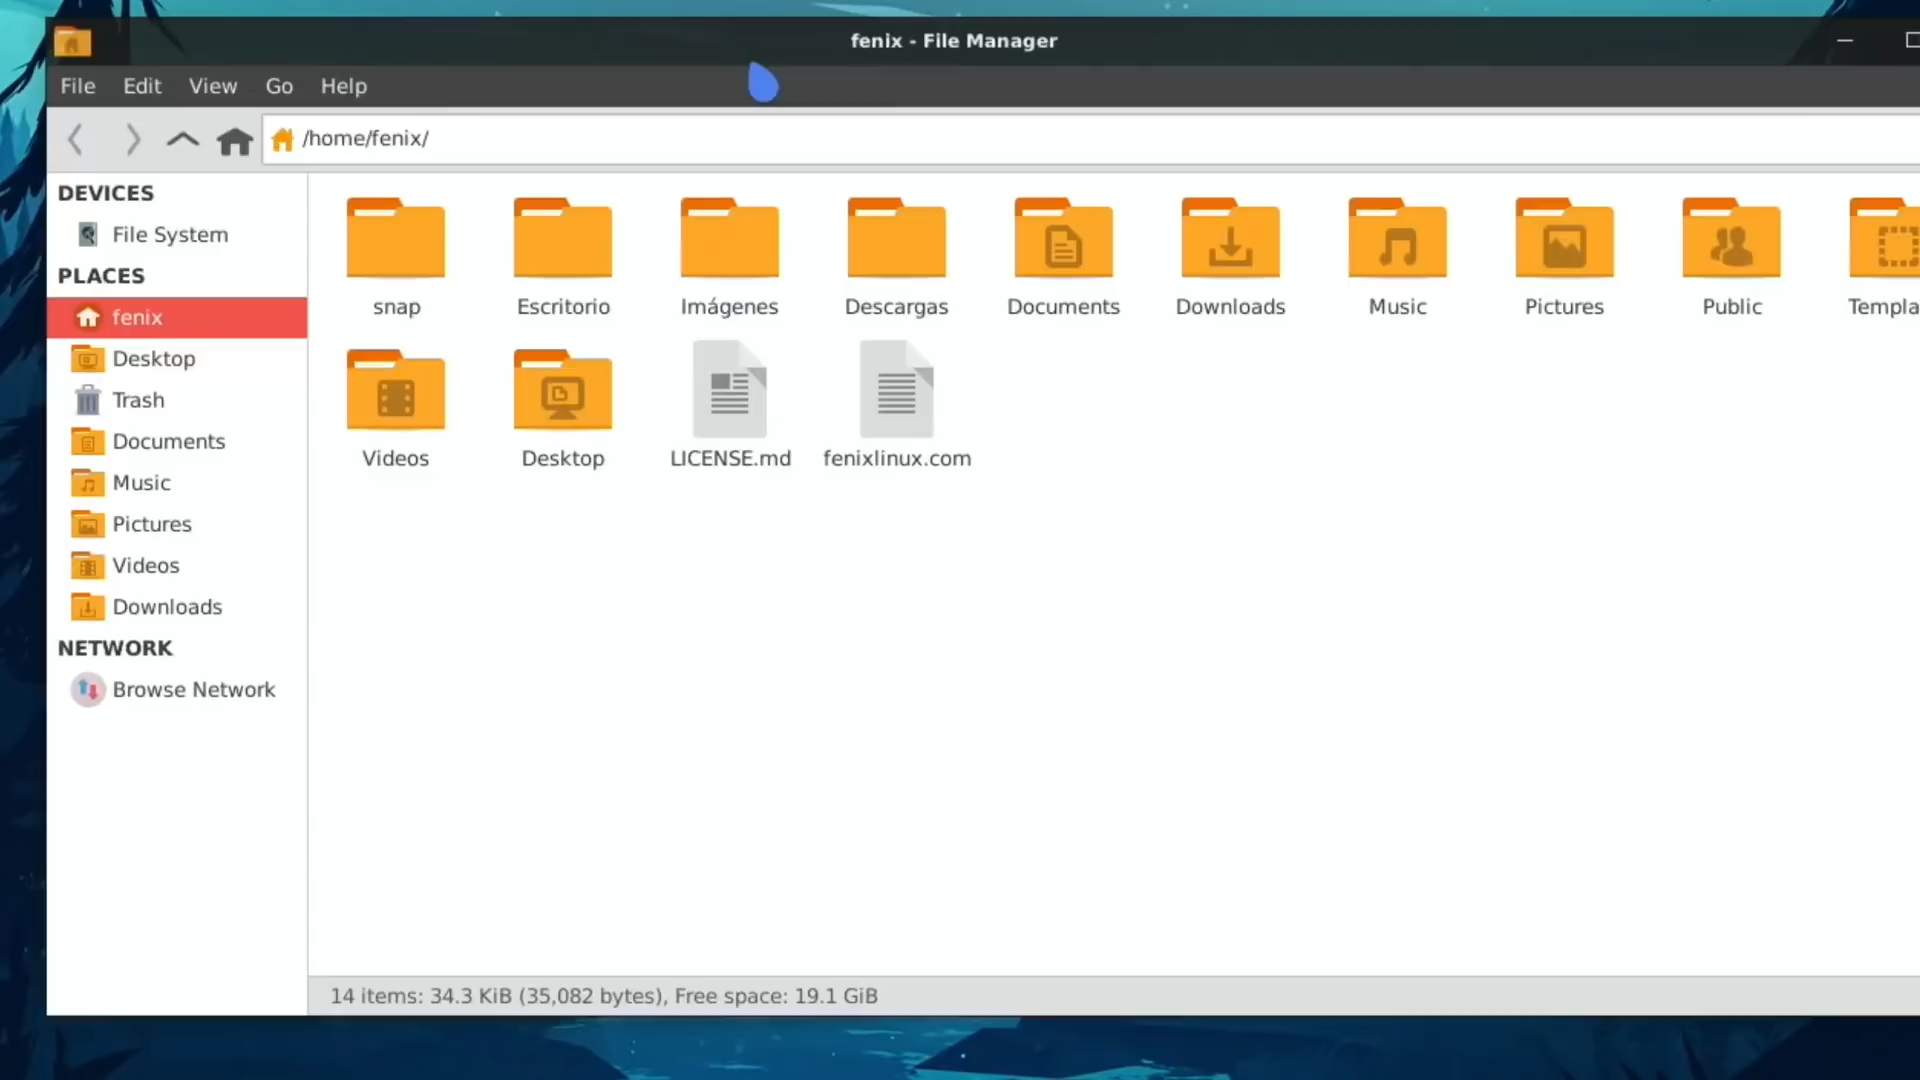 fenix - File Manager
File Edit View Go Help
/home/fenix/
DEVICES
File System
PLACES
fenix
Desktop
Trash
Documents
Music
Pictures
Videos
Downloads
NETWORK
Browse Network
snap Escritorio Imágenes Descargas Documents Downloads Music Pictures Public Templa
Videos Desktop LICENSE.md fenixlinux.com
14 items: 34.3 KiB (35,082 bytes), Free space: 19.1 GiB